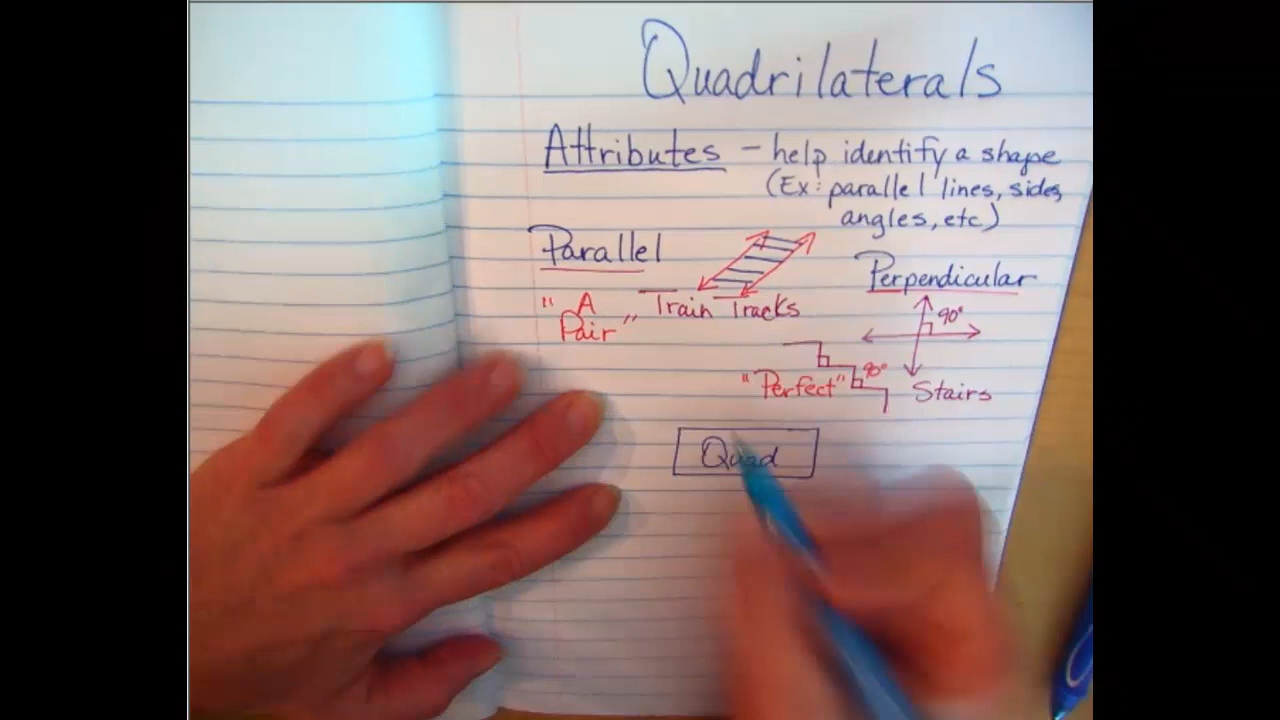 Quadrilaterals
Attributes - help identify a shape
(Ex: parallel lines, sides,
angles, etc)
Parallel
Perpendicular
" A
Pair "
Train Tracks
90°
"Perfect"
90°
Stairs
Quad